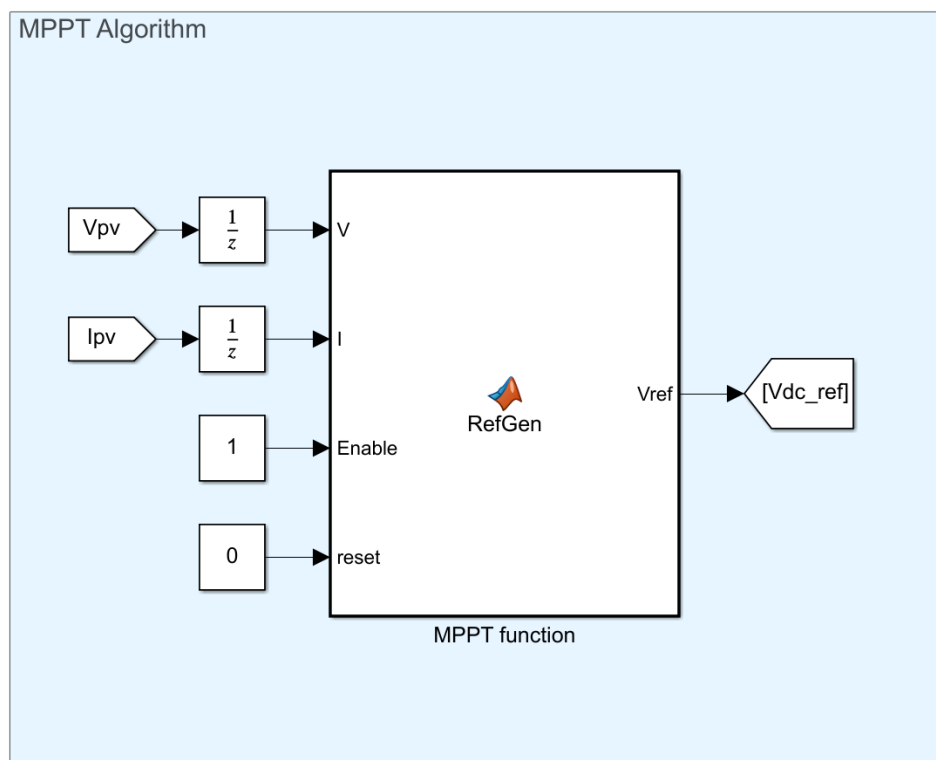 MPPT Algorithm
Vpv
1
z
V
Ipv
1
z
I
1
Enable
0
reset
RefGen
Vref
[Vdc_ref]
MPPT function